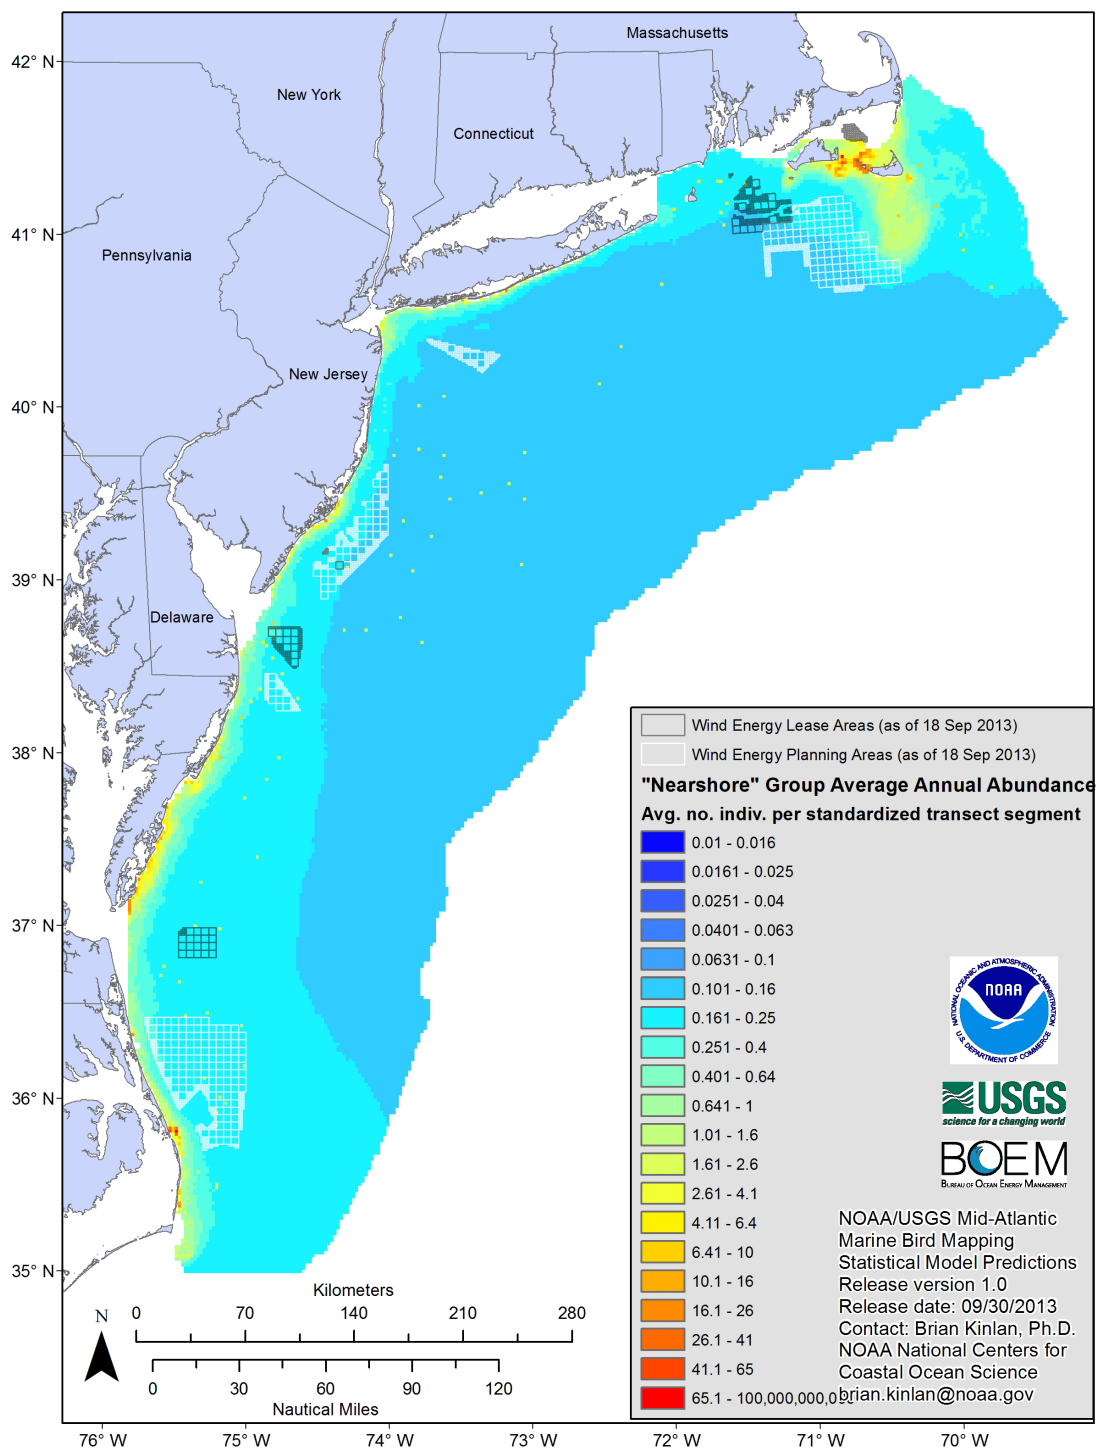 Massachusetts
42° N
New York
Connecticut
41° N
Pennsylvania
New Jersey
40° N
39° N
Delaware
38° N
37° N
36° N
35° N
76° W
75° W
74° W
73° W
72° W
71° W
70° W
Kilometers
N
0 70 140 210 280
0 30 60 90 120
Nautical Miles
Wind Energy Lease Areas (as of 18 Sep 2013)
Wind Energy Planning Areas (as of 18 Sep 2013)
"Nearshore" Group Average Annual Abundance
Avg. no. indiv. per standardized transect segment
0.01 - 0.016
0.0161 - 0.025
0.0251 - 0.04
0.0401 - 0.063
0.0631 - 0.1
0.101 - 0.16
0.161 - 0.25
0.251 - 0.4
0.401 - 0.64
0.641 - 1
1.01 - 1.6
1.61 - 2.6
2.61 - 4.1
4.11 - 6.4
6.41 - 10
10.1 - 16
16.1 - 26
26.1 - 41
41.1 - 65
65.1 -
NATIONAL OCEANIC AND ATMOSPHERIC ADMINISTRATION
NOAA
U.S. DEPARTMENT OF COMMERCE
USGS
science for a changing world
BOEM
BUREAU OF OCEAN ENERGY MANAGEMENT
NOAA/USGS Mid-Atlantic
Marine Bird Mapping
Statistical Model Predictions
Release version 1.0
Release date: 09/30/2013
Contact: Brian Kinlan, Ph.D.
NOAA National Centers for
Coastal Ocean Science
brian.kinlan@noaa.gov